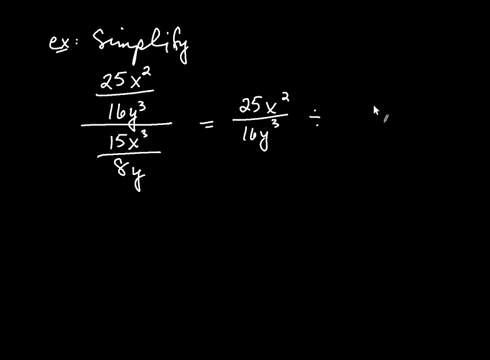 ex: Simplify
25x²/16y³ / 15x³/8y = 25x²/16y³ ÷